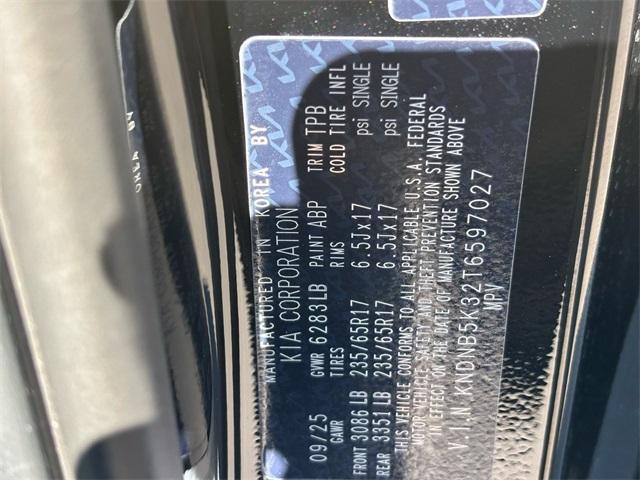 MANUFACTURED IN KOREA BY
KIA CORPORATION
09/25 GVWR 6283LB PAINT ABP TRIM TPB
GAWR TIRES RIMS COLD TIRE INFL
FRONT 3086 LB 235/65R17 6.5Jx17 psi SINGLE
REAR 3351 LB 235/65R17 6.5Jx17 psi SINGLE
THIS VEHICLE CONFORMS TO ALL APPLICABLE U.S.A. FEDERAL
MOTOR VEHICLE SAFETY AND THEFT PREVENTION STANDARDS
IN EFFECT ON THE DATE OF MANUFACTURE SHOWN ABOVE
V.I.N KNDNB5K32T6597027
MPV